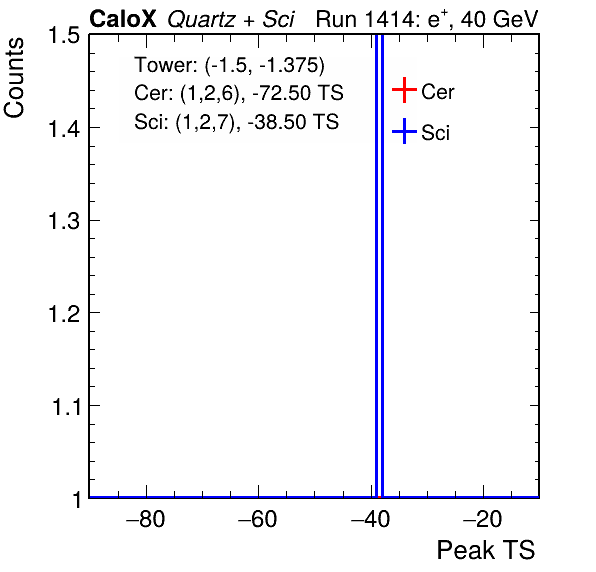 CaloX Quartz + Sci Run 1414: e⁺, 40 GeV
Counts
1.5
1.4
1.3
1.2
1.1
1
Tower: (-1.5, -1.375)
Cer: (1,2,6), -72.50 TS
Sci: (1,2,7), -38.50 TS
Cer
Sci
−80 −60 −40 −20
Peak TS